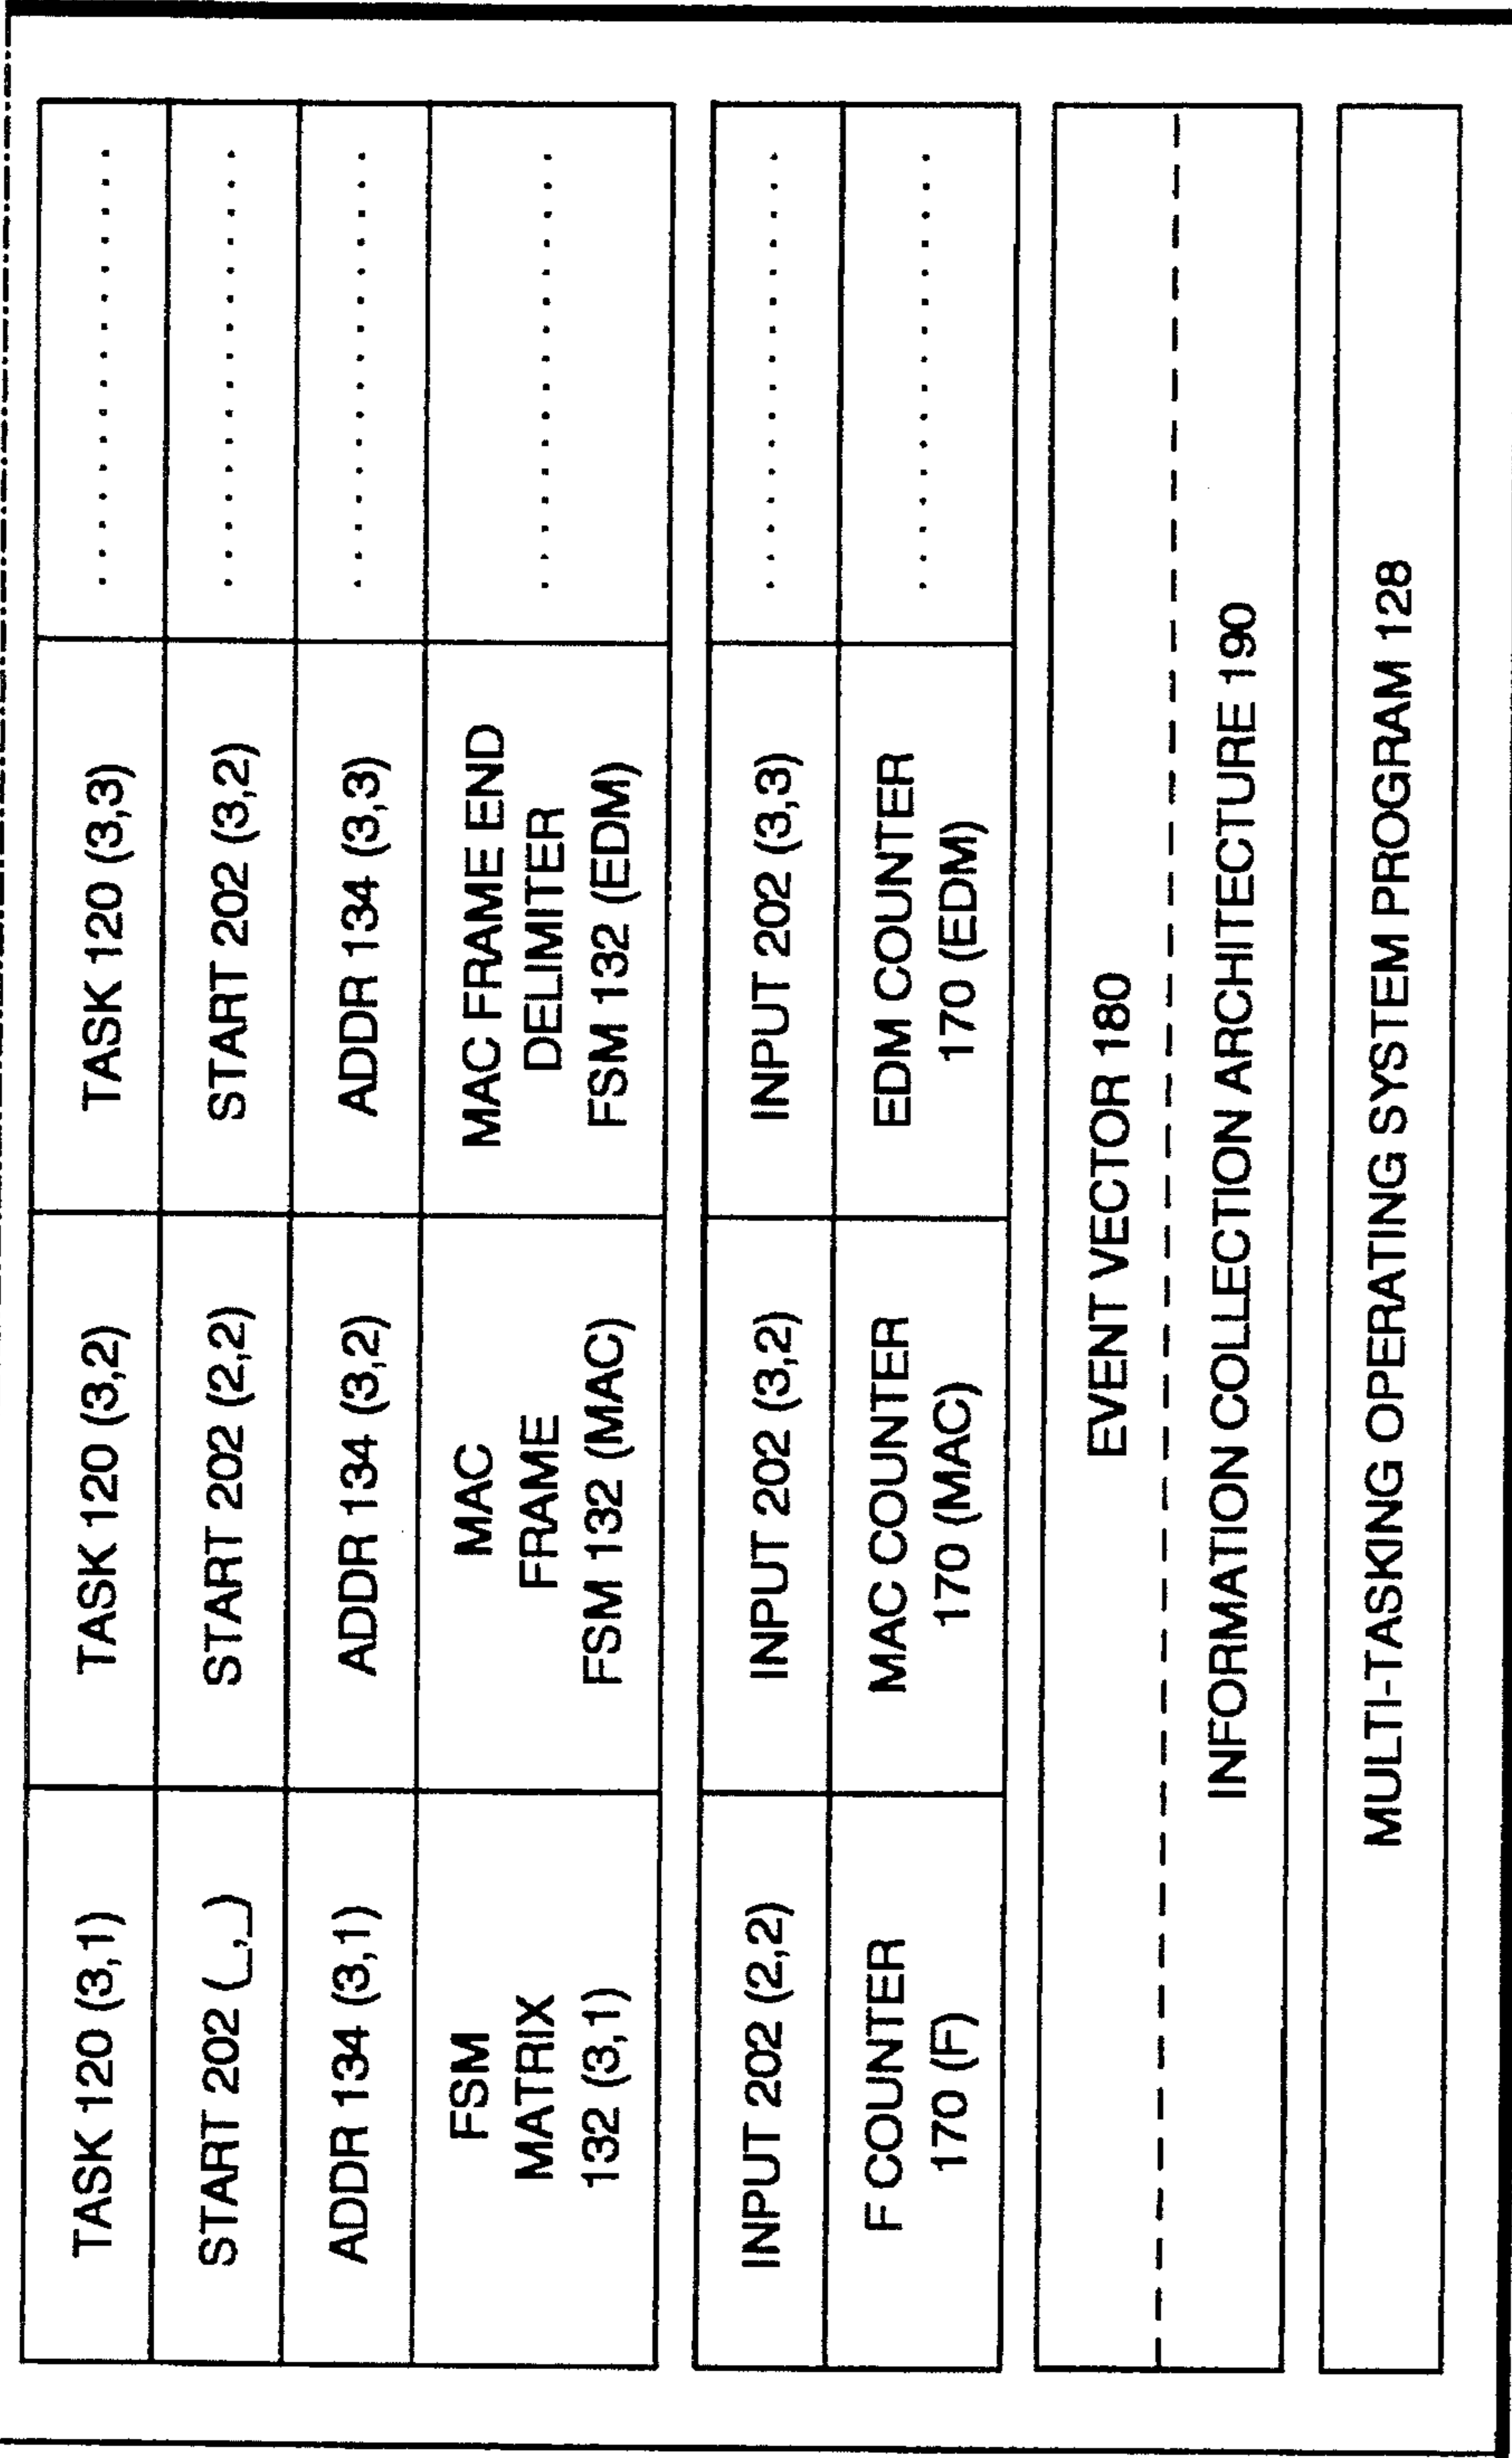 TASK 120 (3,1)
TASK 120 (3,2)
TASK 120 (3,3)
. . . . . . . . . . . . . . . .
START 202 (_,_)
START 202 (2,2)
START 202 (3,2)
. . . . . . . . . . . . . . . .
ADDR 134 (3,1)
ADDR 134 (3,2)
ADDR 134 (3,3)
. . . . . . . . . . . . . . . .
FSM
MATRIX
132 (3,1)
MAC
FRAME
FSM 132 (MAC)
MAC FRAME END
DELIMITER
FSM 132 (EDM)
. . . . . . . . . . . . . . . .
INPUT 202 (2,2)
INPUT 202 (3,2)
INPUT 202 (3,3)
. . . . . . . . . . . . . . . .
F COUNTER
170 (F)
MAC COUNTER
170 (MAC)
EDM COUNTER
170 (EDM)
. . . . . . . . . . . . . . . .
EVENT VECTOR 180
INFORMATION COLLECTION ARCHITECTURE 190
MULTI-TASKING OPERATING SYSTEM PROGRAM 128